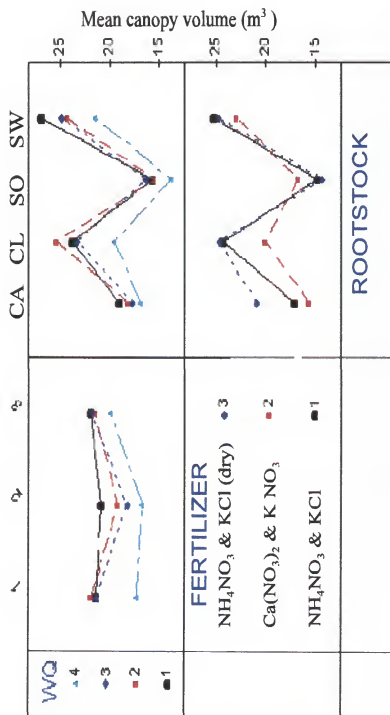 Mean canopy volume (m³)
25
20
15
25
20
15
CA CL SO SW
1 2 3
WQ
4
3
2
1
FERTILIZER
NH₄NO₃ & KCl (dry) 3
Ca(NO₃)₂ & K NO₃ 2
NH₄NO₃ & KCl 1
ROOTSTOCK